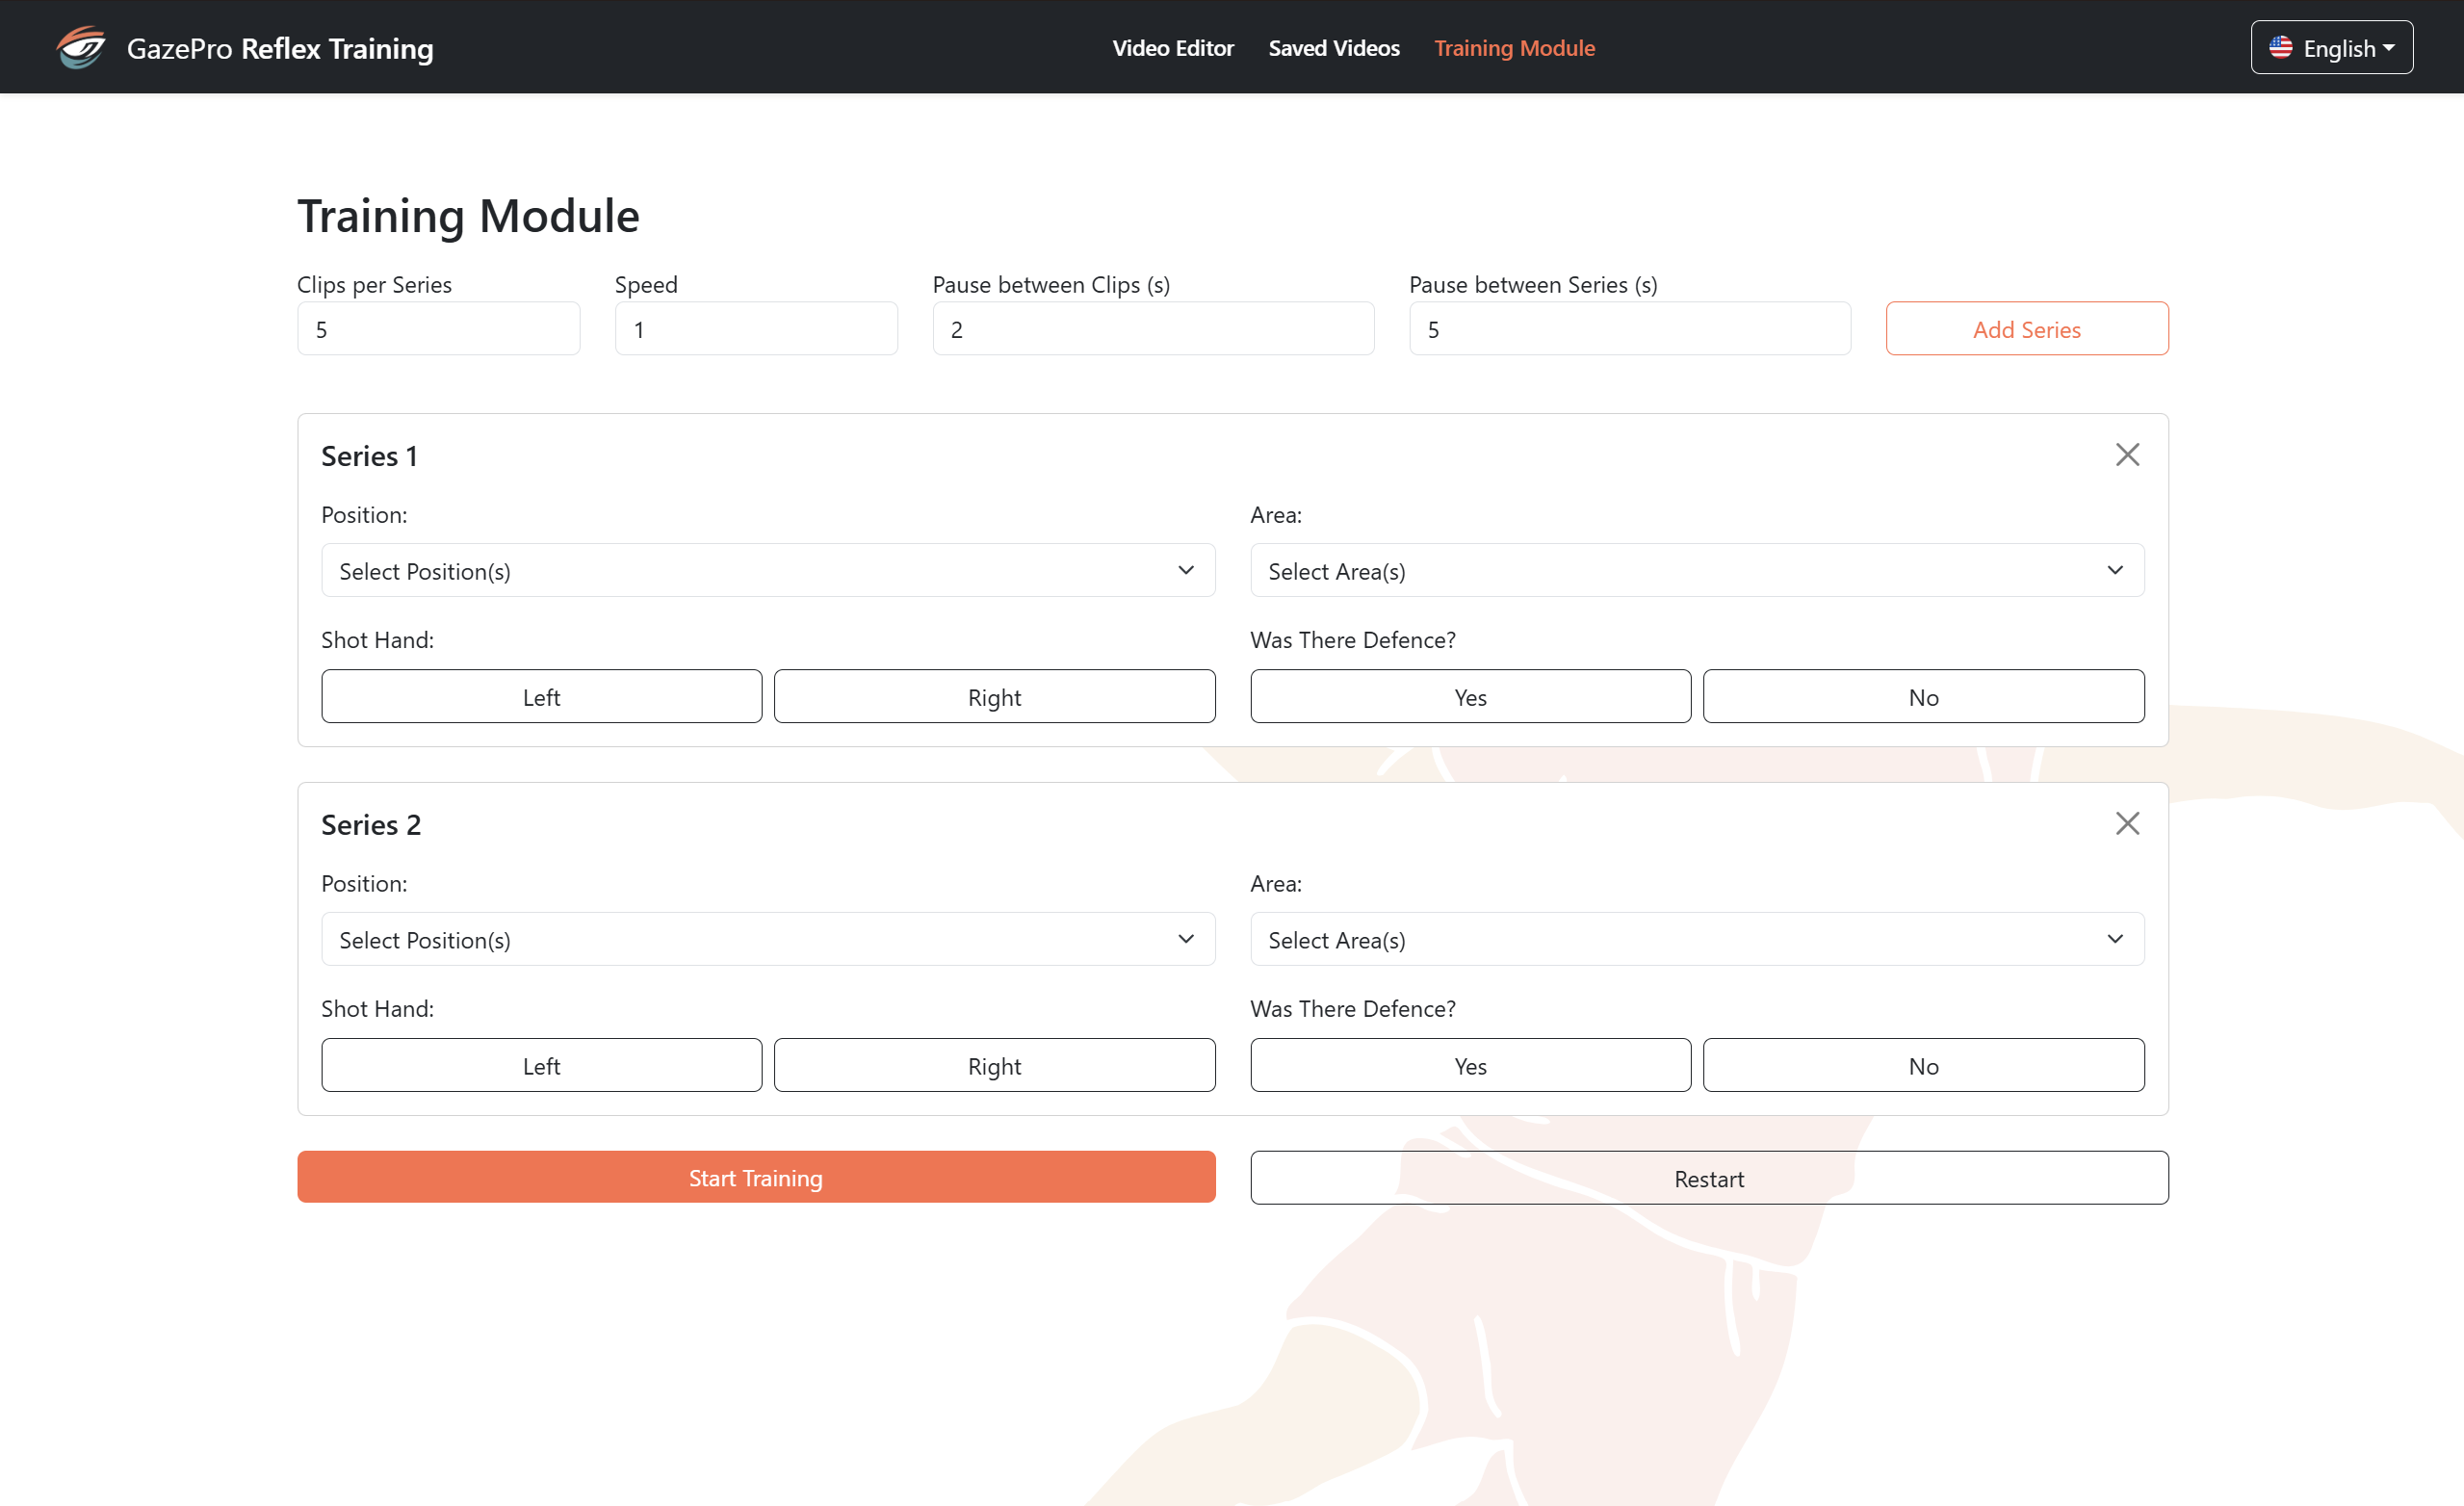 GazePro Reflex Training
Video Editor Saved Videos Training Module
English
Training Module
Clips per Series Speed Pause between Clips (s) Pause between Series (s)
5 1 2 5 Add Series
Series 1
Position: Area:
Select Position(s) Select Area(s)
Shot Hand: Was There Defence?
Left Right Yes No
Series 2
Position: Area:
Select Position(s) Select Area(s)
Shot Hand: Was There Defence?
Left Right Yes No
Start Training Restart